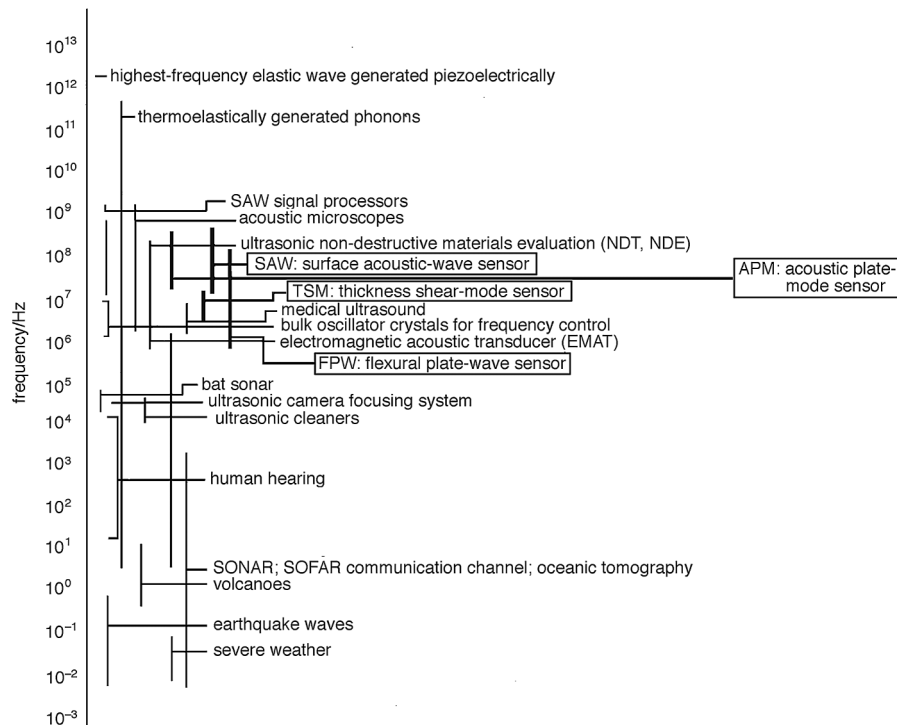 10¹³
highest-frequency elastic wave generated piezoelectrically
10¹²
thermoelastically generated phonons
10¹¹
10¹⁰
SAW signal processors
10⁹
acoustic microscopes
ultrasonic non-destructive materials evaluation (NDT, NDE)
10⁸
SAW: surface acoustic-wave sensor
APM: acoustic plate-
mode sensor
TSM: thickness shear-mode sensor
10⁷
medical ultrasound
bulk oscillator crystals for frequency control
10⁶
electromagnetic acoustic transducer (EMAT)
FPW: flexural plate-wave sensor
frequency/Hz
10⁵
bat sonar
ultrasonic camera focusing system
10⁴
ultrasonic cleaners
10³
human hearing
10²
10¹
SONAR; SOFAR communication channel; oceanic tomography
10⁰
volcanoes
earthquake waves
10⁻¹
severe weather
10⁻²
10⁻³